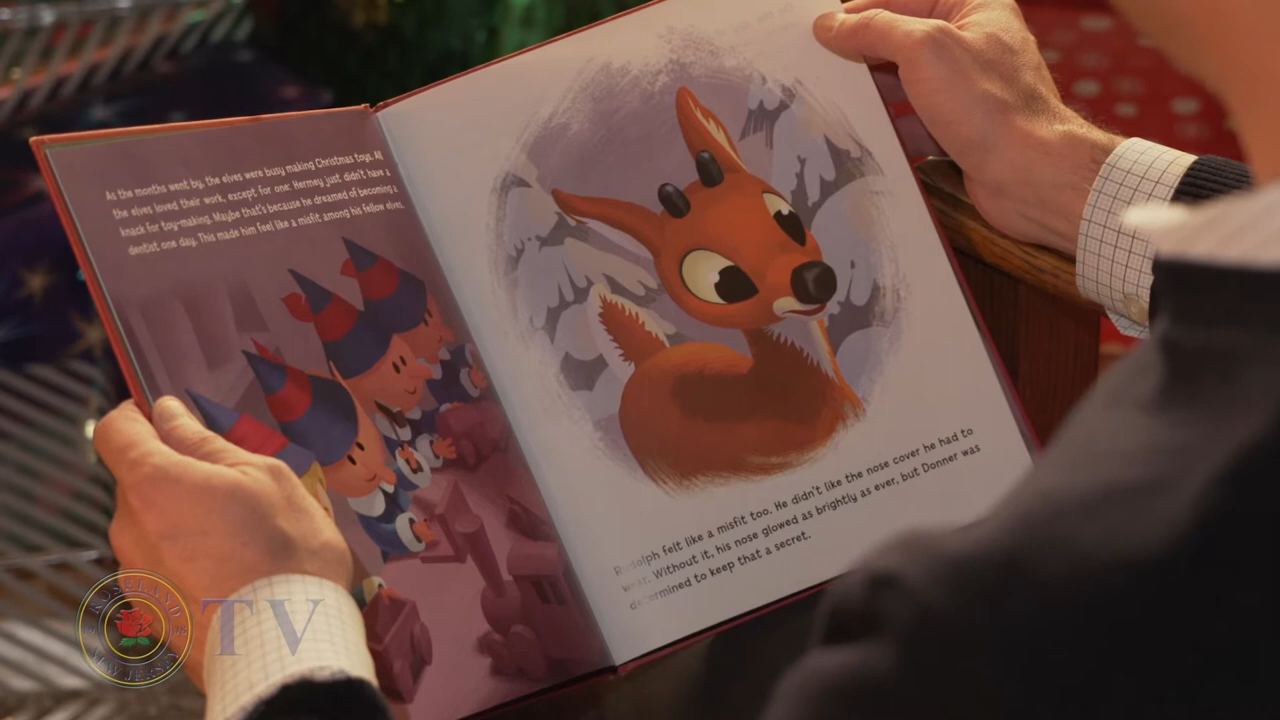 As the months went by, the elves were busy making Christmas toys. All
the elves loved their work, except for one: Hermey just didn't have a
knack for toy-making. Maybe that's because he dreamed of becoming a
dentist one day. This made him feel like a misfit among his fellow elves.
Rudolph felt like a misfit too. He didn't like the nose cover he had to
wear. Without it, his nose glowed as brightly as ever, but Donner was
determined to keep that a secret.
ROSELAND
NEW JERSEY
TV